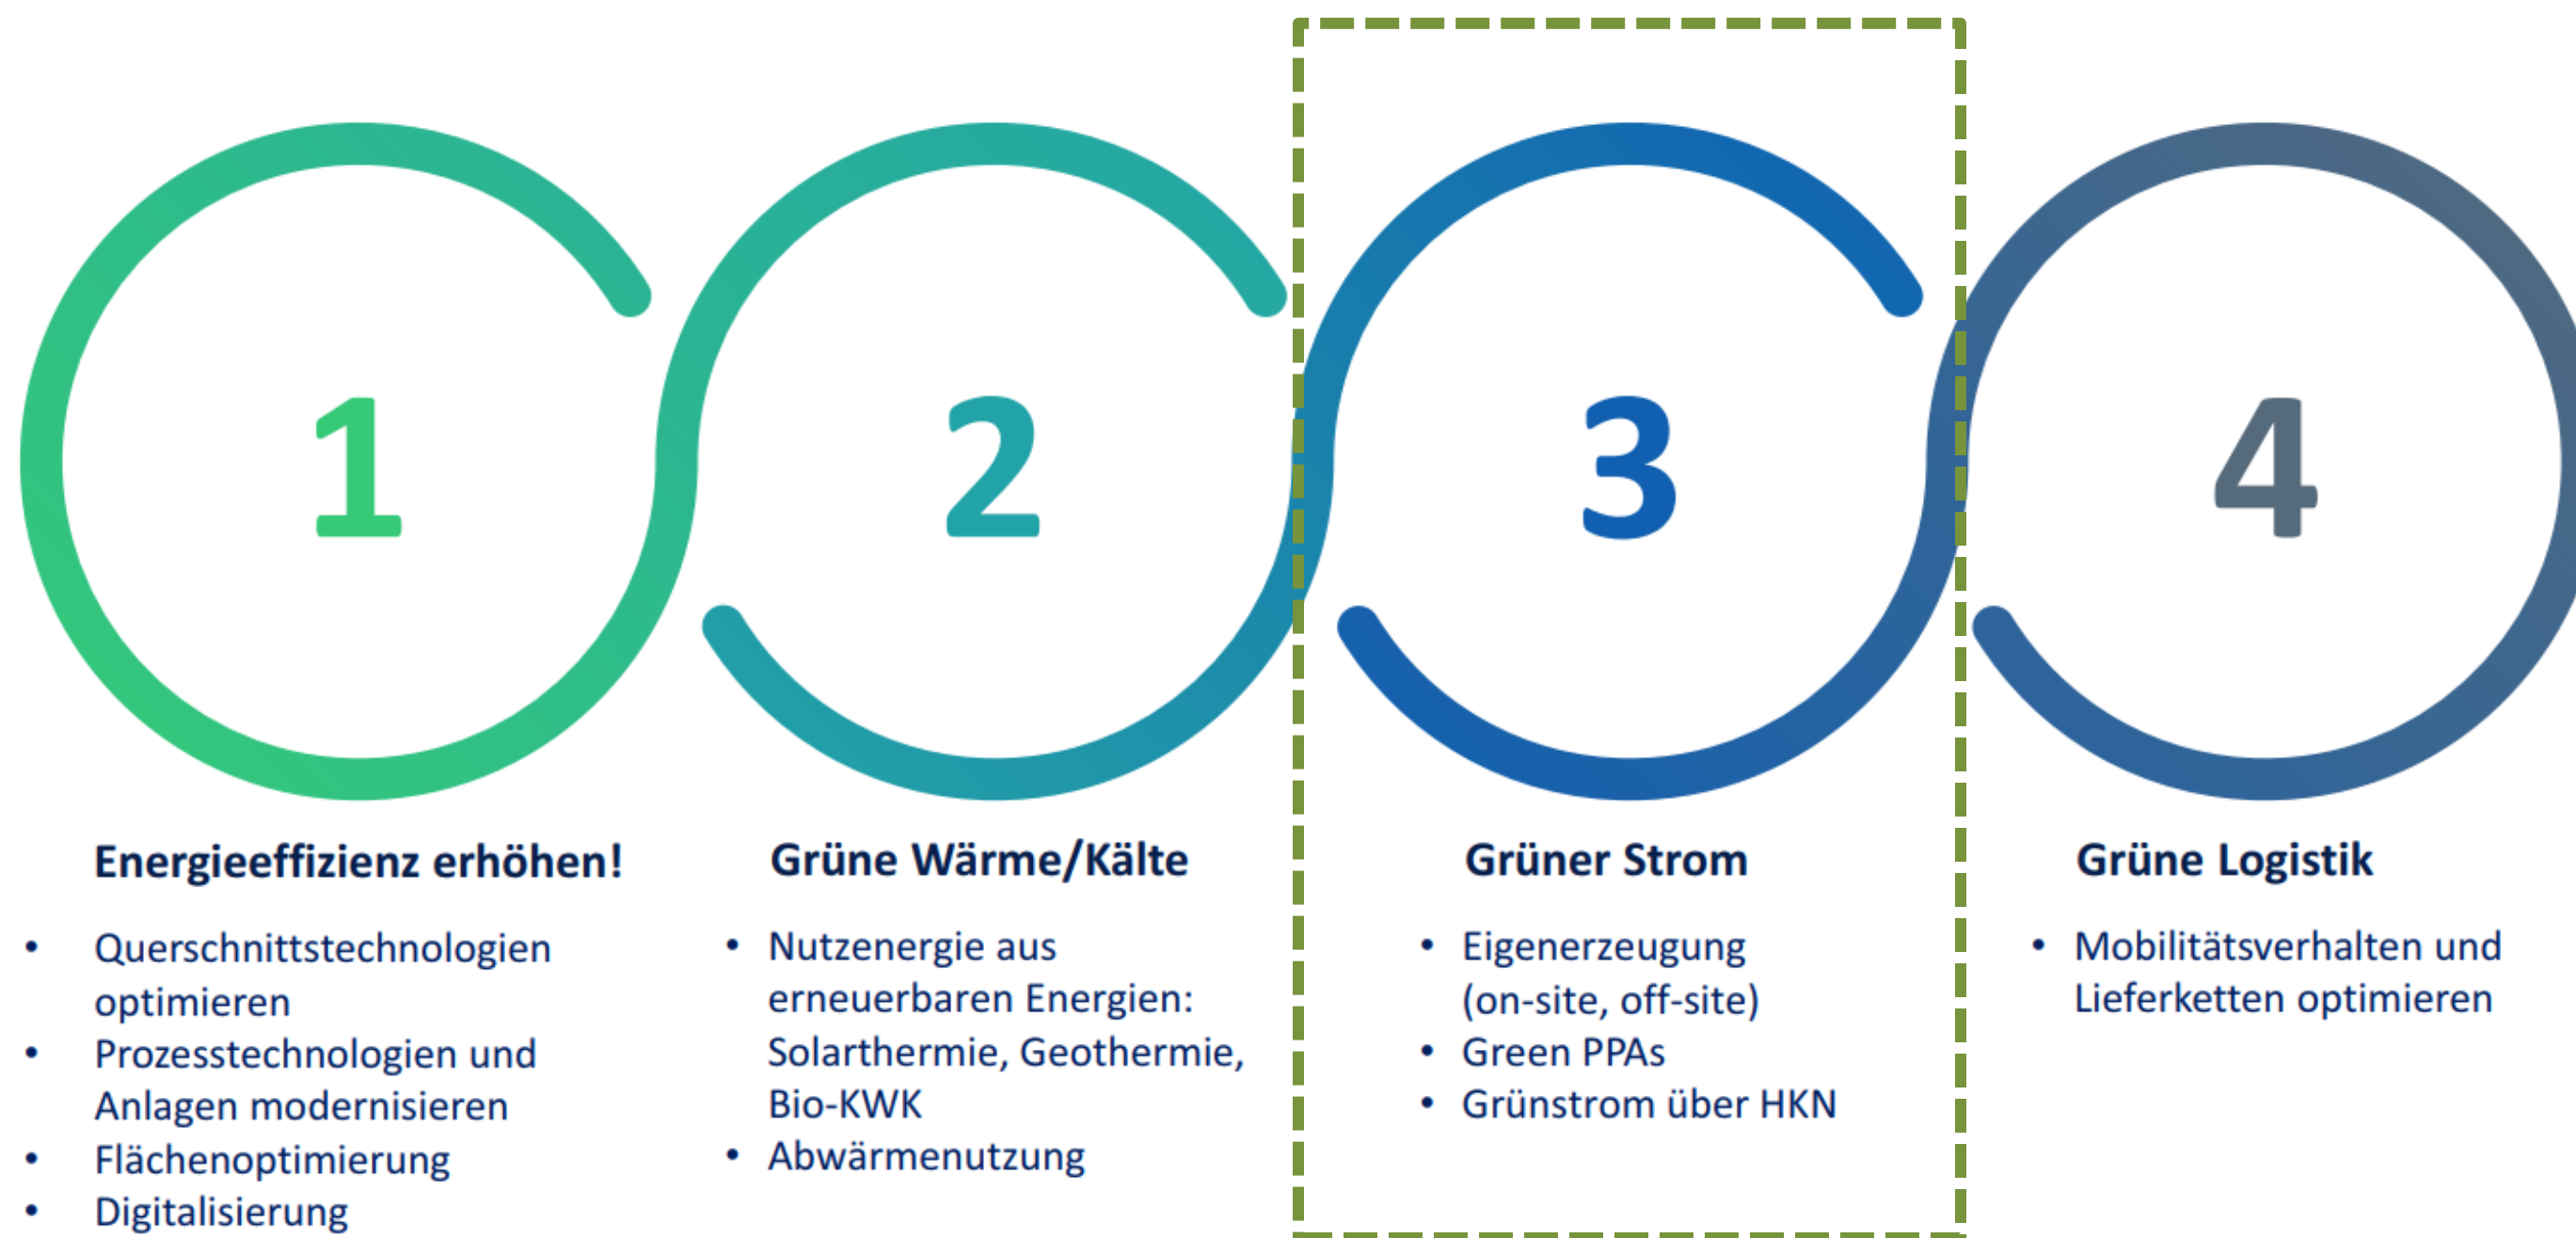 1
Energieeffizienz erhöhen!
• Querschnittstechnologien
optimieren
• Prozesstechnologien und
Anlagen modernisieren
• Flächenoptimierung
• Digitalisierung
2
Grüne Wärme/Kälte
• Nutzenergie aus
erneuerbaren Energien:
Solarthermie, Geothermie,
Bio-KWK
• Abwärmenutzung
3
Grüner Strom
• Eigenerzeugung
(on-site, off-site)
• Green PPAs
• Grünstrom über HKN
4
Grüne Logistik
• Mobilitätsverhalten und
Lieferketten optimieren